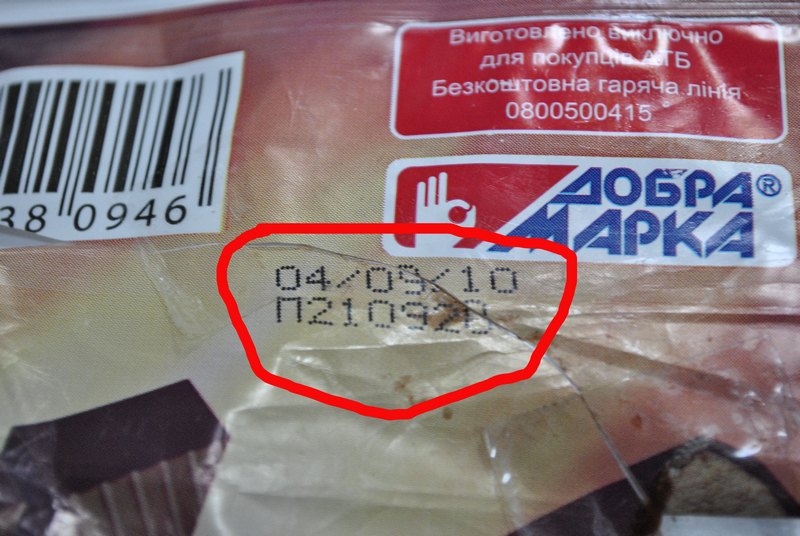 Виготовлено виключно
для покупців АТБ
Безкоштовна гаряча лінія
0800500415
38 0946
ДОБРА®
МАРКА
04/09/10
П210920